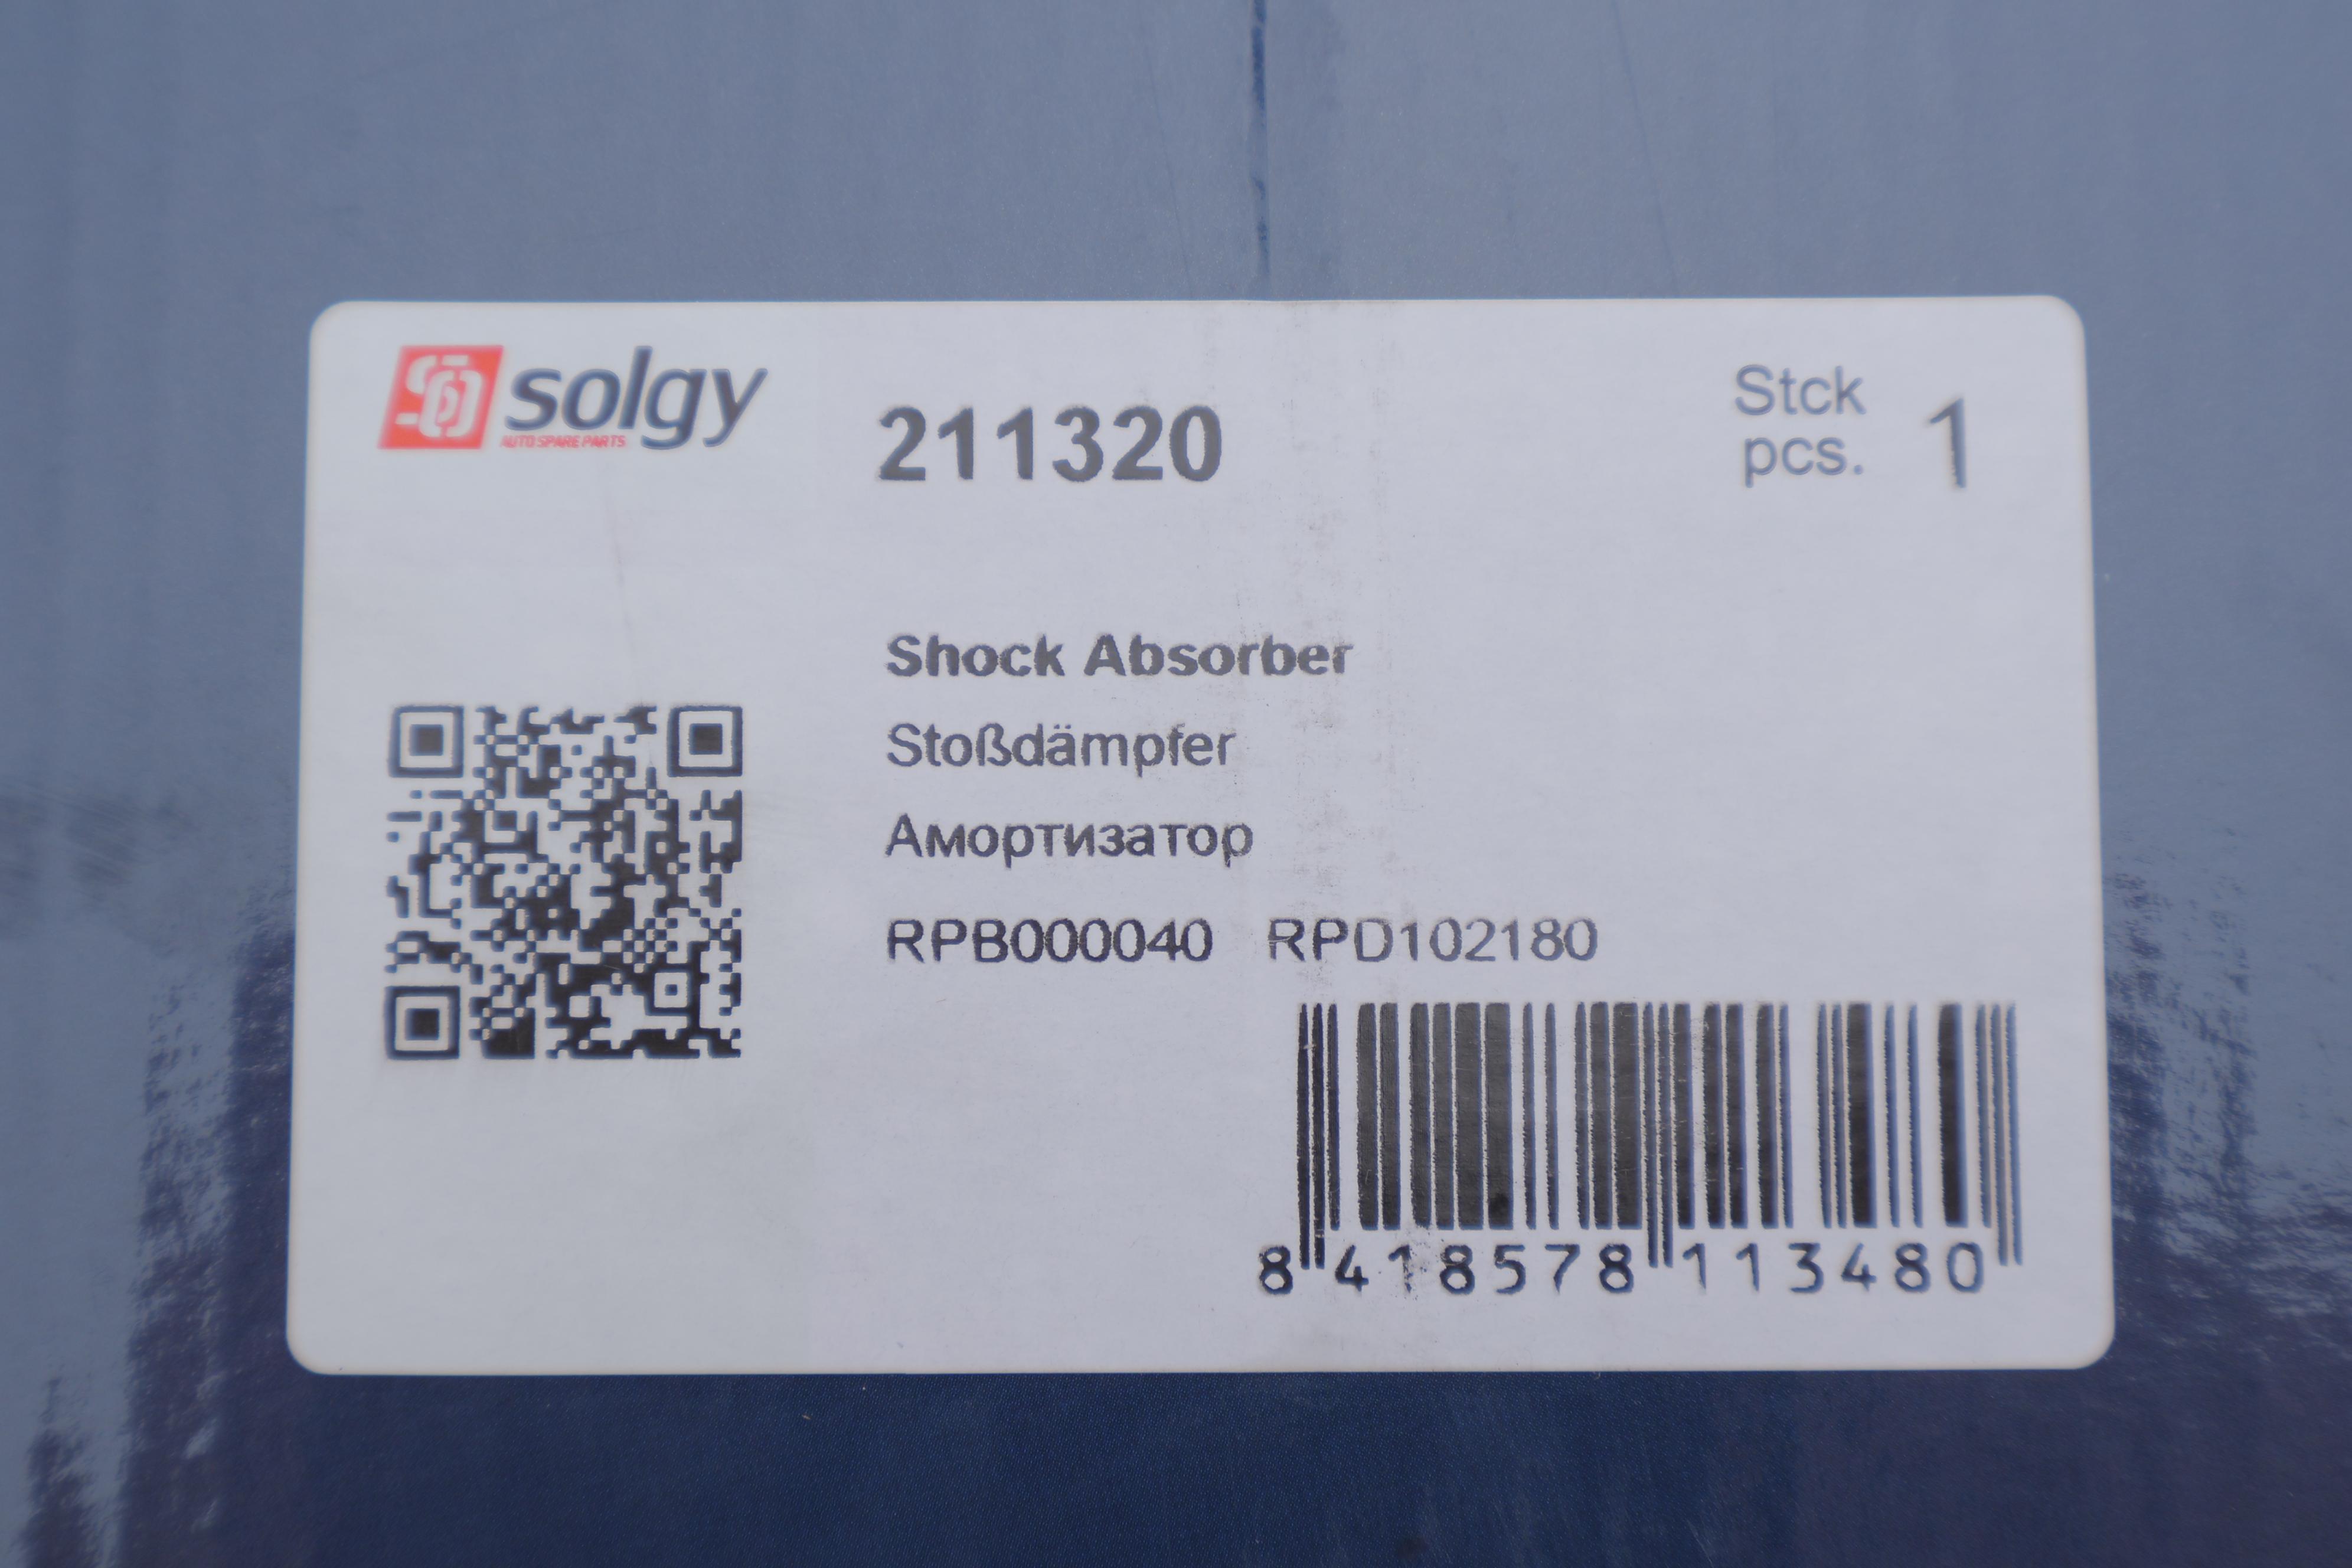 solgy
AUTO SPARE PARTS
211320
Stck
pcs. 1
Shock Absorber
Stoßdämpfer
Амортизатор
RPB000040 RPD102180
8 418578 113480